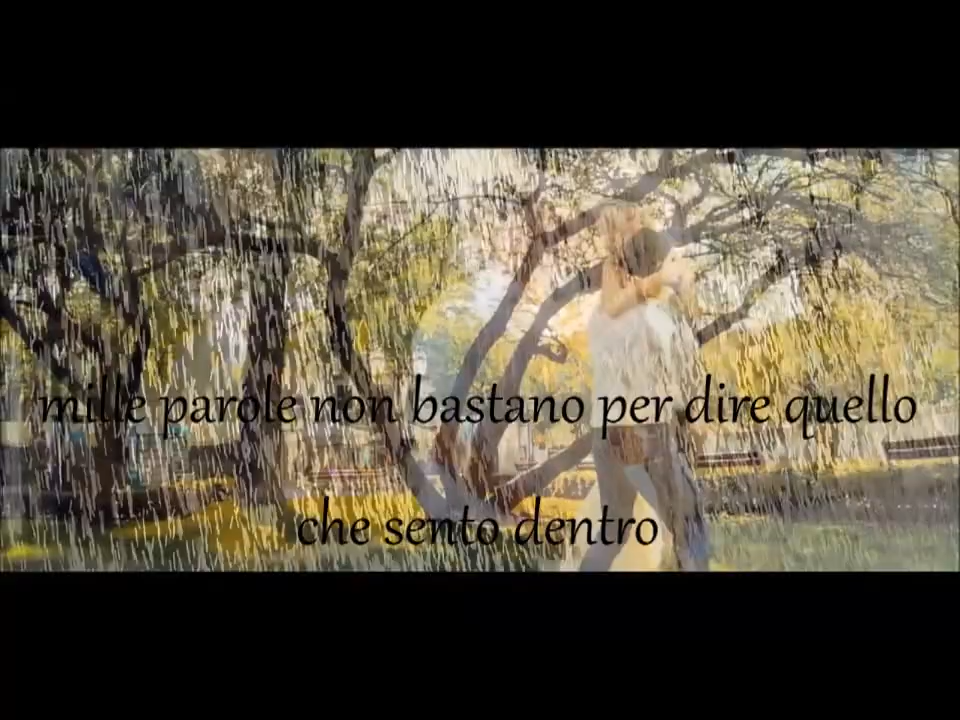 mille parole non bastano per dire quello
che sento dentro